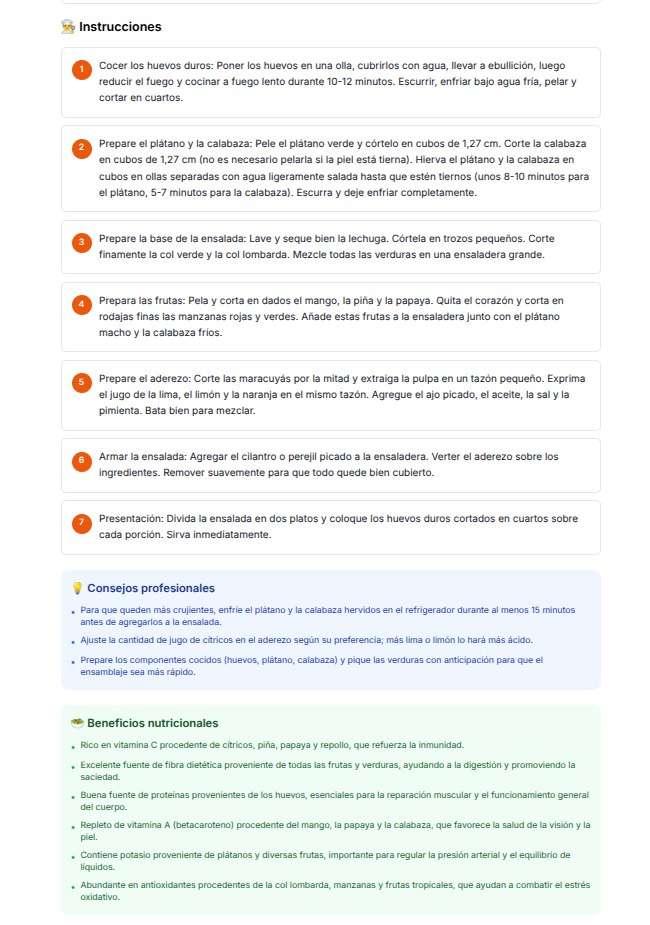 Instrucciones
1
Cocer los huevos duros: Poner los huevos en una olla, cubrirlos con agua, llevar a ebullición, luego
reducir el fuego y cocinar a fuego lento durante 10-12 minutos. Escurrir, enfriar bajo agua fría, pelar y
cortar en cuartos.
2
Prepare el plátano y la calabaza: Pele el plátano verde y córtelo en cubos de 1,27 cm. Corte la calabaza
en cubos de 1,27 cm (no es necesario pelarla si la piel está tierna). Hierva el plátano y la calabaza en
cubos en ollas separadas con agua ligeramente salada hasta que estén tiernos (unos 8-10 minutos para
el plátano, 5-7 minutos para la calabaza). Escurra y deje enfriar completamente.
3
Prepare la base de la ensalada: Lave y seque bien la lechuga. Córtela en trozos pequeños. Corte
finamente la col verde y la col lombarda. Mezcle todas las verduras en una ensaladera grande.
4
Prepara las frutas: Pela y corta en dados el mango, la piña y la papaya. Quita el corazón y corta en
rodajas finas las manzanas rojas y verdes. Añade estas frutas a la ensaladera junto con el plátano
macho y la calabaza fríos.
5
Prepare el aderezo: Corte las maracuyás por la mitad y extraiga la pulpa en un tazón pequeño. Exprima
el jugo de la lima, el limón y la naranja en el mismo tazón. Agregue el ajo picado, el aceite, la sal y la
pimienta. Bata bien para mezclar.
6
Armar la ensalada: Agregar el cilantro o perejil picado a la ensaladera. Verter el aderezo sobre los
ingredientes. Remover suavemente para que todo quede bien cubierto.
7
Presentación: Divida la ensalada en dos platos y coloque los huevos duros cortados en cuartos sobre
cada porción. Sirva inmediatamente.
Consejos profesionales
• Para que queden más crujientes, enfríe el plátano y la calabaza hervidos en el refrigerador durante al menos 15 minutos
antes de agregarlos a la ensalada.
• Ajuste la cantidad de jugo de cítricos en el aderezo según su preferencia; más lima o limón lo hará más ácido.
• Prepare los componentes cocidos (huevos, plátano, calabaza) y pique las verduras con anticipación para que el
ensamblaje sea más rápido.
Beneficios nutricionales
• Rico en vitamina C procedente de cítricos, piña, papaya y repollo, que refuerza la inmunidad.
• Excelente fuente de fibra dietética proveniente de todas las frutas y verduras, ayudando a la digestión y promoviendo la
saciedad.
• Buena fuente de proteínas provenientes de los huevos, esenciales para la reparación muscular y el funcionamiento general
del cuerpo.
• Repleto de vitamina A (betacaroteno) procedente del mango, la papaya y la calabaza, que favorece la salud de la visión y la
piel.
• Contiene potasio proveniente de plátanos y diversas frutas, importante para regular la presión arterial y el equilibrio de
líquidos.
• Abundante en antioxidantes procedentes de la col lombarda, manzanas y frutas tropicales, que ayudan a combatir el estrés
oxidativo.